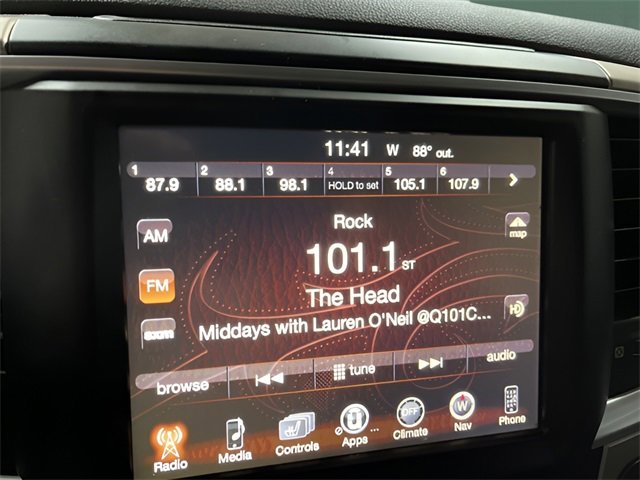 11:41 W 88° out.
1 2 3 4 5 6
87.9 88.1 98.1 HOLD to set 105.1 107.9
Rock
AM
map
101.1 ST
FM
The Head
HD
Middays with Lauren O'Neil @Q101C...
sxm
browse tune audio
Radio Media Controls Apps ... OFF Climate W Nav Phone